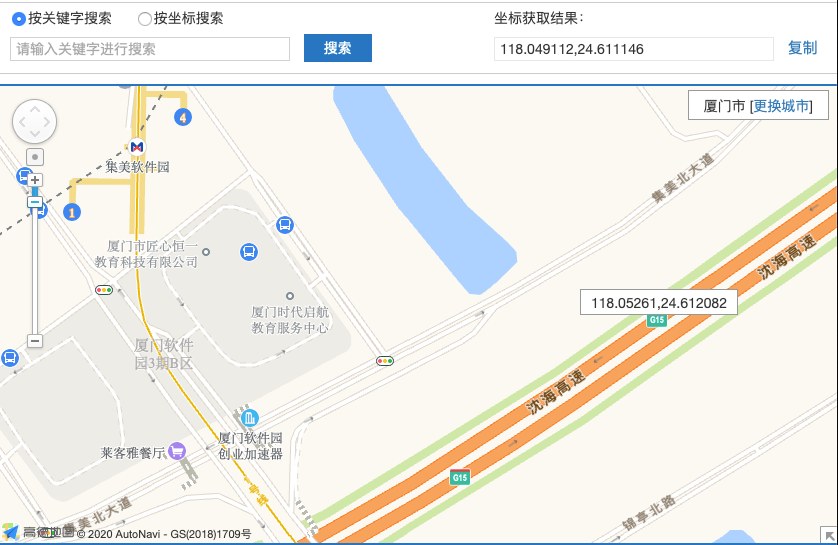 按关键字搜索
按坐标搜索
坐标获取结果:
请输入关键字进行搜索
搜索
118.049112,24.611146
复制
厦门市 [更换城市]
4
集美软件园
集美北大道
1
沈海高速
厦门市匠心恒一
教育科技有限公司
118.05261,24.612082
厦门时代启航
教育服务中心
G15
厦门软件
园3期B区
沈海高速
厦门软件园
创业加速器
莱客雅餐厅
G15
1号线
集美北大道
锦亭北路
高德地图
© 2020 AutoNavi - GS(2018)1709号